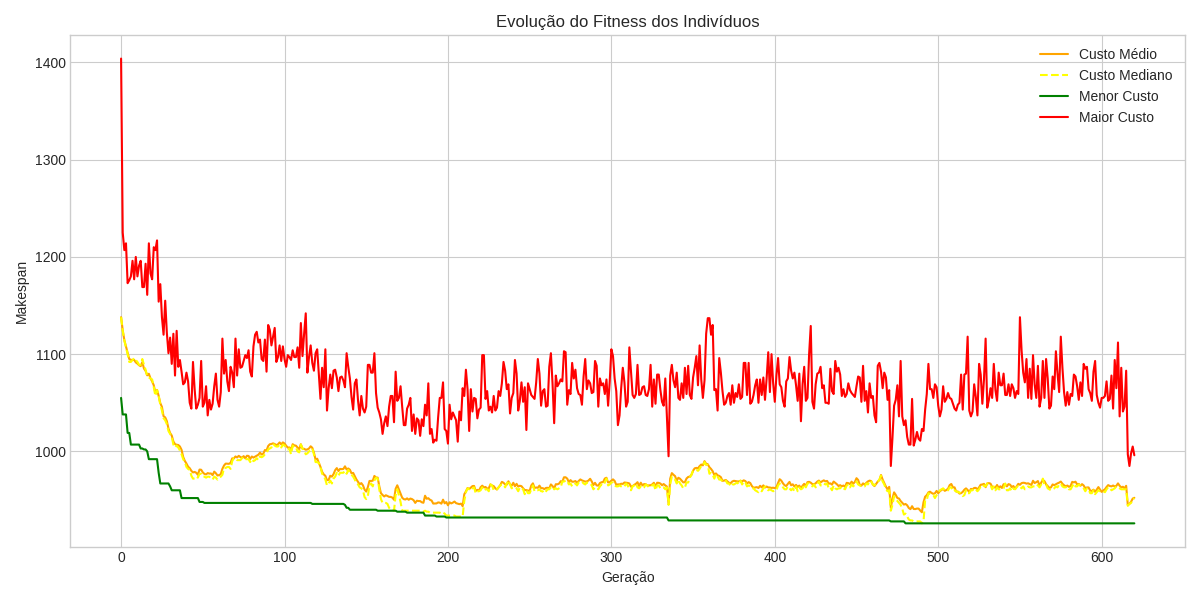 Evolução do Fitness dos Indivíduos
Custo Médio
Custo Mediano
Menor Custo
Maior Custo
Makespan
1400
1300
1200
1100
1000
0 100 200 300 400 500 600
Geração